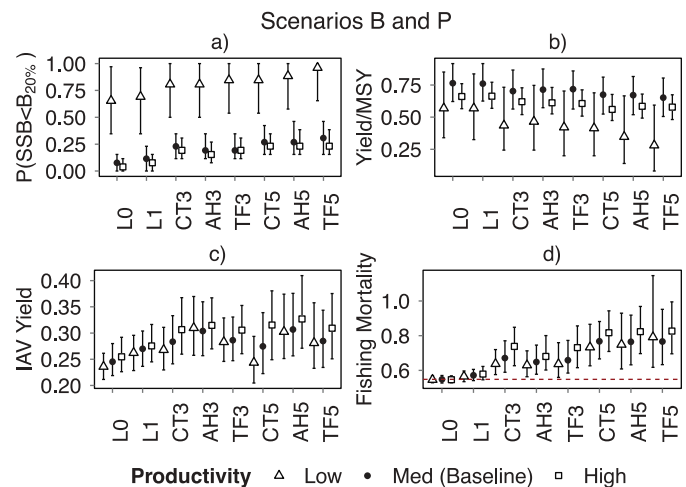 Scenarios B and P
a)
b)
P(SSB<B20%)
1.00
0.75
0.50
0.25
0.00
L0
L1
CT3
AH3
TF3
CT5
AH5
TF5
Yield/MSY
0.75
0.50
0.25
L0
L1
CT3
AH3
TF3
CT5
AH5
TF5
c)
d)
IAV Yield
0.40
0.35
0.30
0.25
0.20
L0
L1
CT3
AH3
TF3
CT5
AH5
TF5
Fishing Mortality
1.0
0.8
0.6
L0
L1
CT3
AH3
TF3
CT5
AH5
TF5
Productivity Low Med (Baseline) High